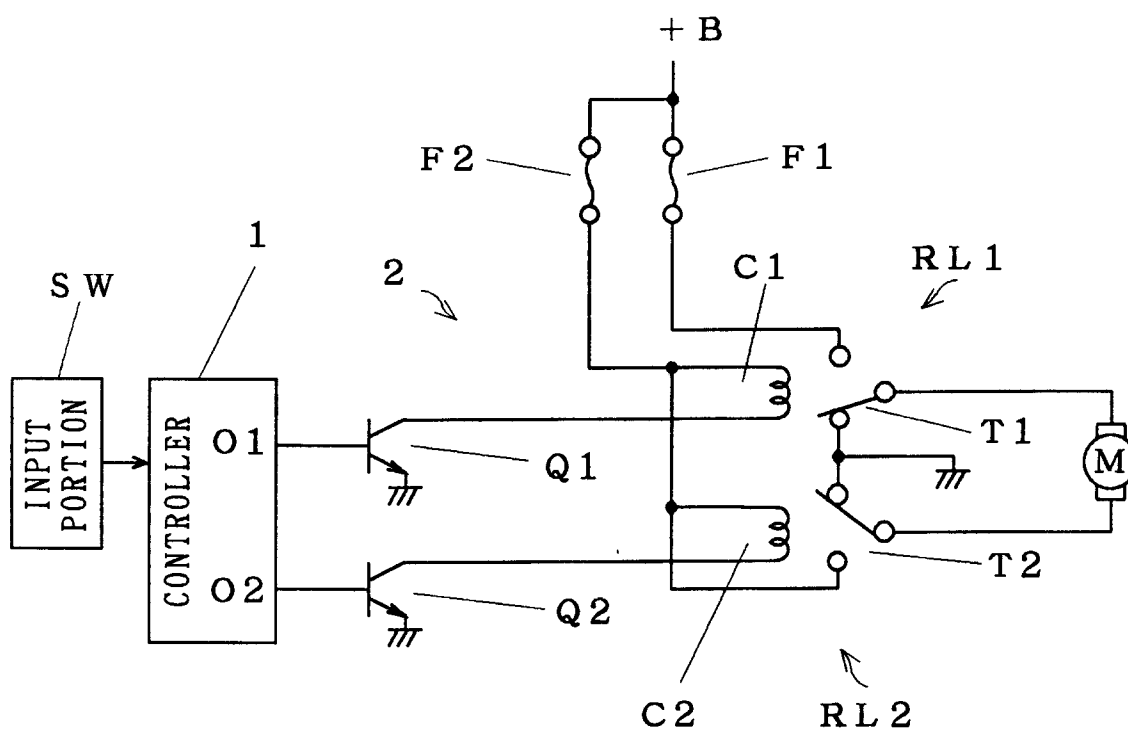 +B
F2
F1
1
SW
2
C1
RL1
INPUT
PORTION
CONTROLLER
O1
O2
Q1
Q2
T1
M
T2
C2
RL2